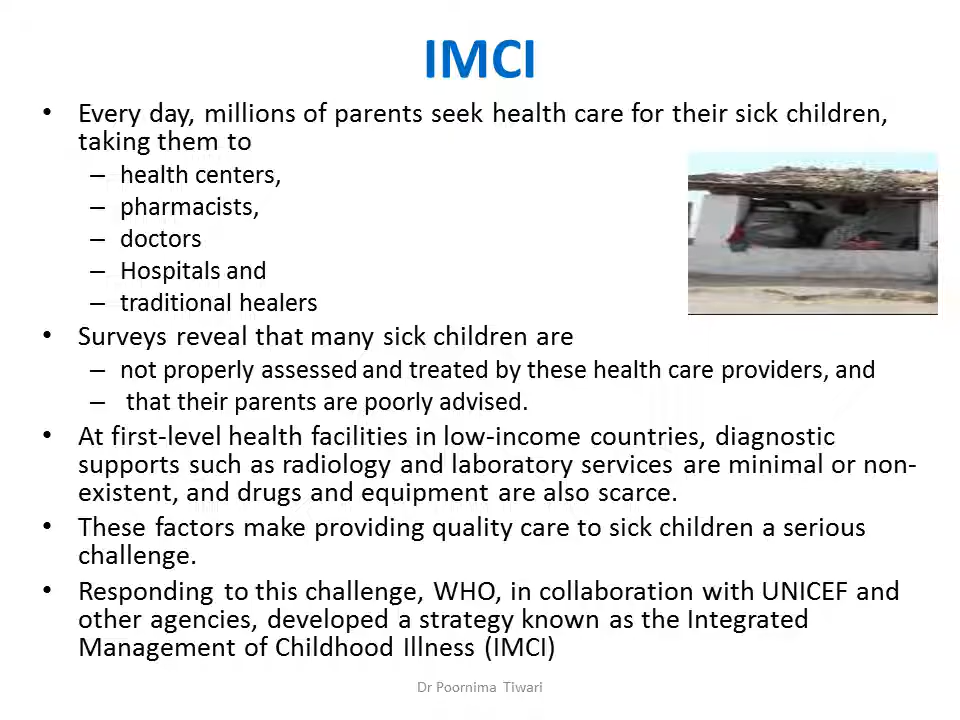 IMCI
• Every day, millions of parents seek health care for their sick children,
taking them to
– health centers,
– pharmacists,
– doctors
– Hospitals and
– traditional healers
• Surveys reveal that many sick children are
– not properly assessed and treated by these health care providers, and
– that their parents are poorly advised.
• At first-level health facilities in low-income countries, diagnostic
supports such as radiology and laboratory services are minimal or non-
existent, and drugs and equipment are also scarce.
• These factors make providing quality care to sick children a serious
challenge.
• Responding to this challenge, WHO, in collaboration with UNICEF and
other agencies, developed a strategy known as the Integrated
Management of Childhood Illness (IMCI)
Dr Poornima Tiwari